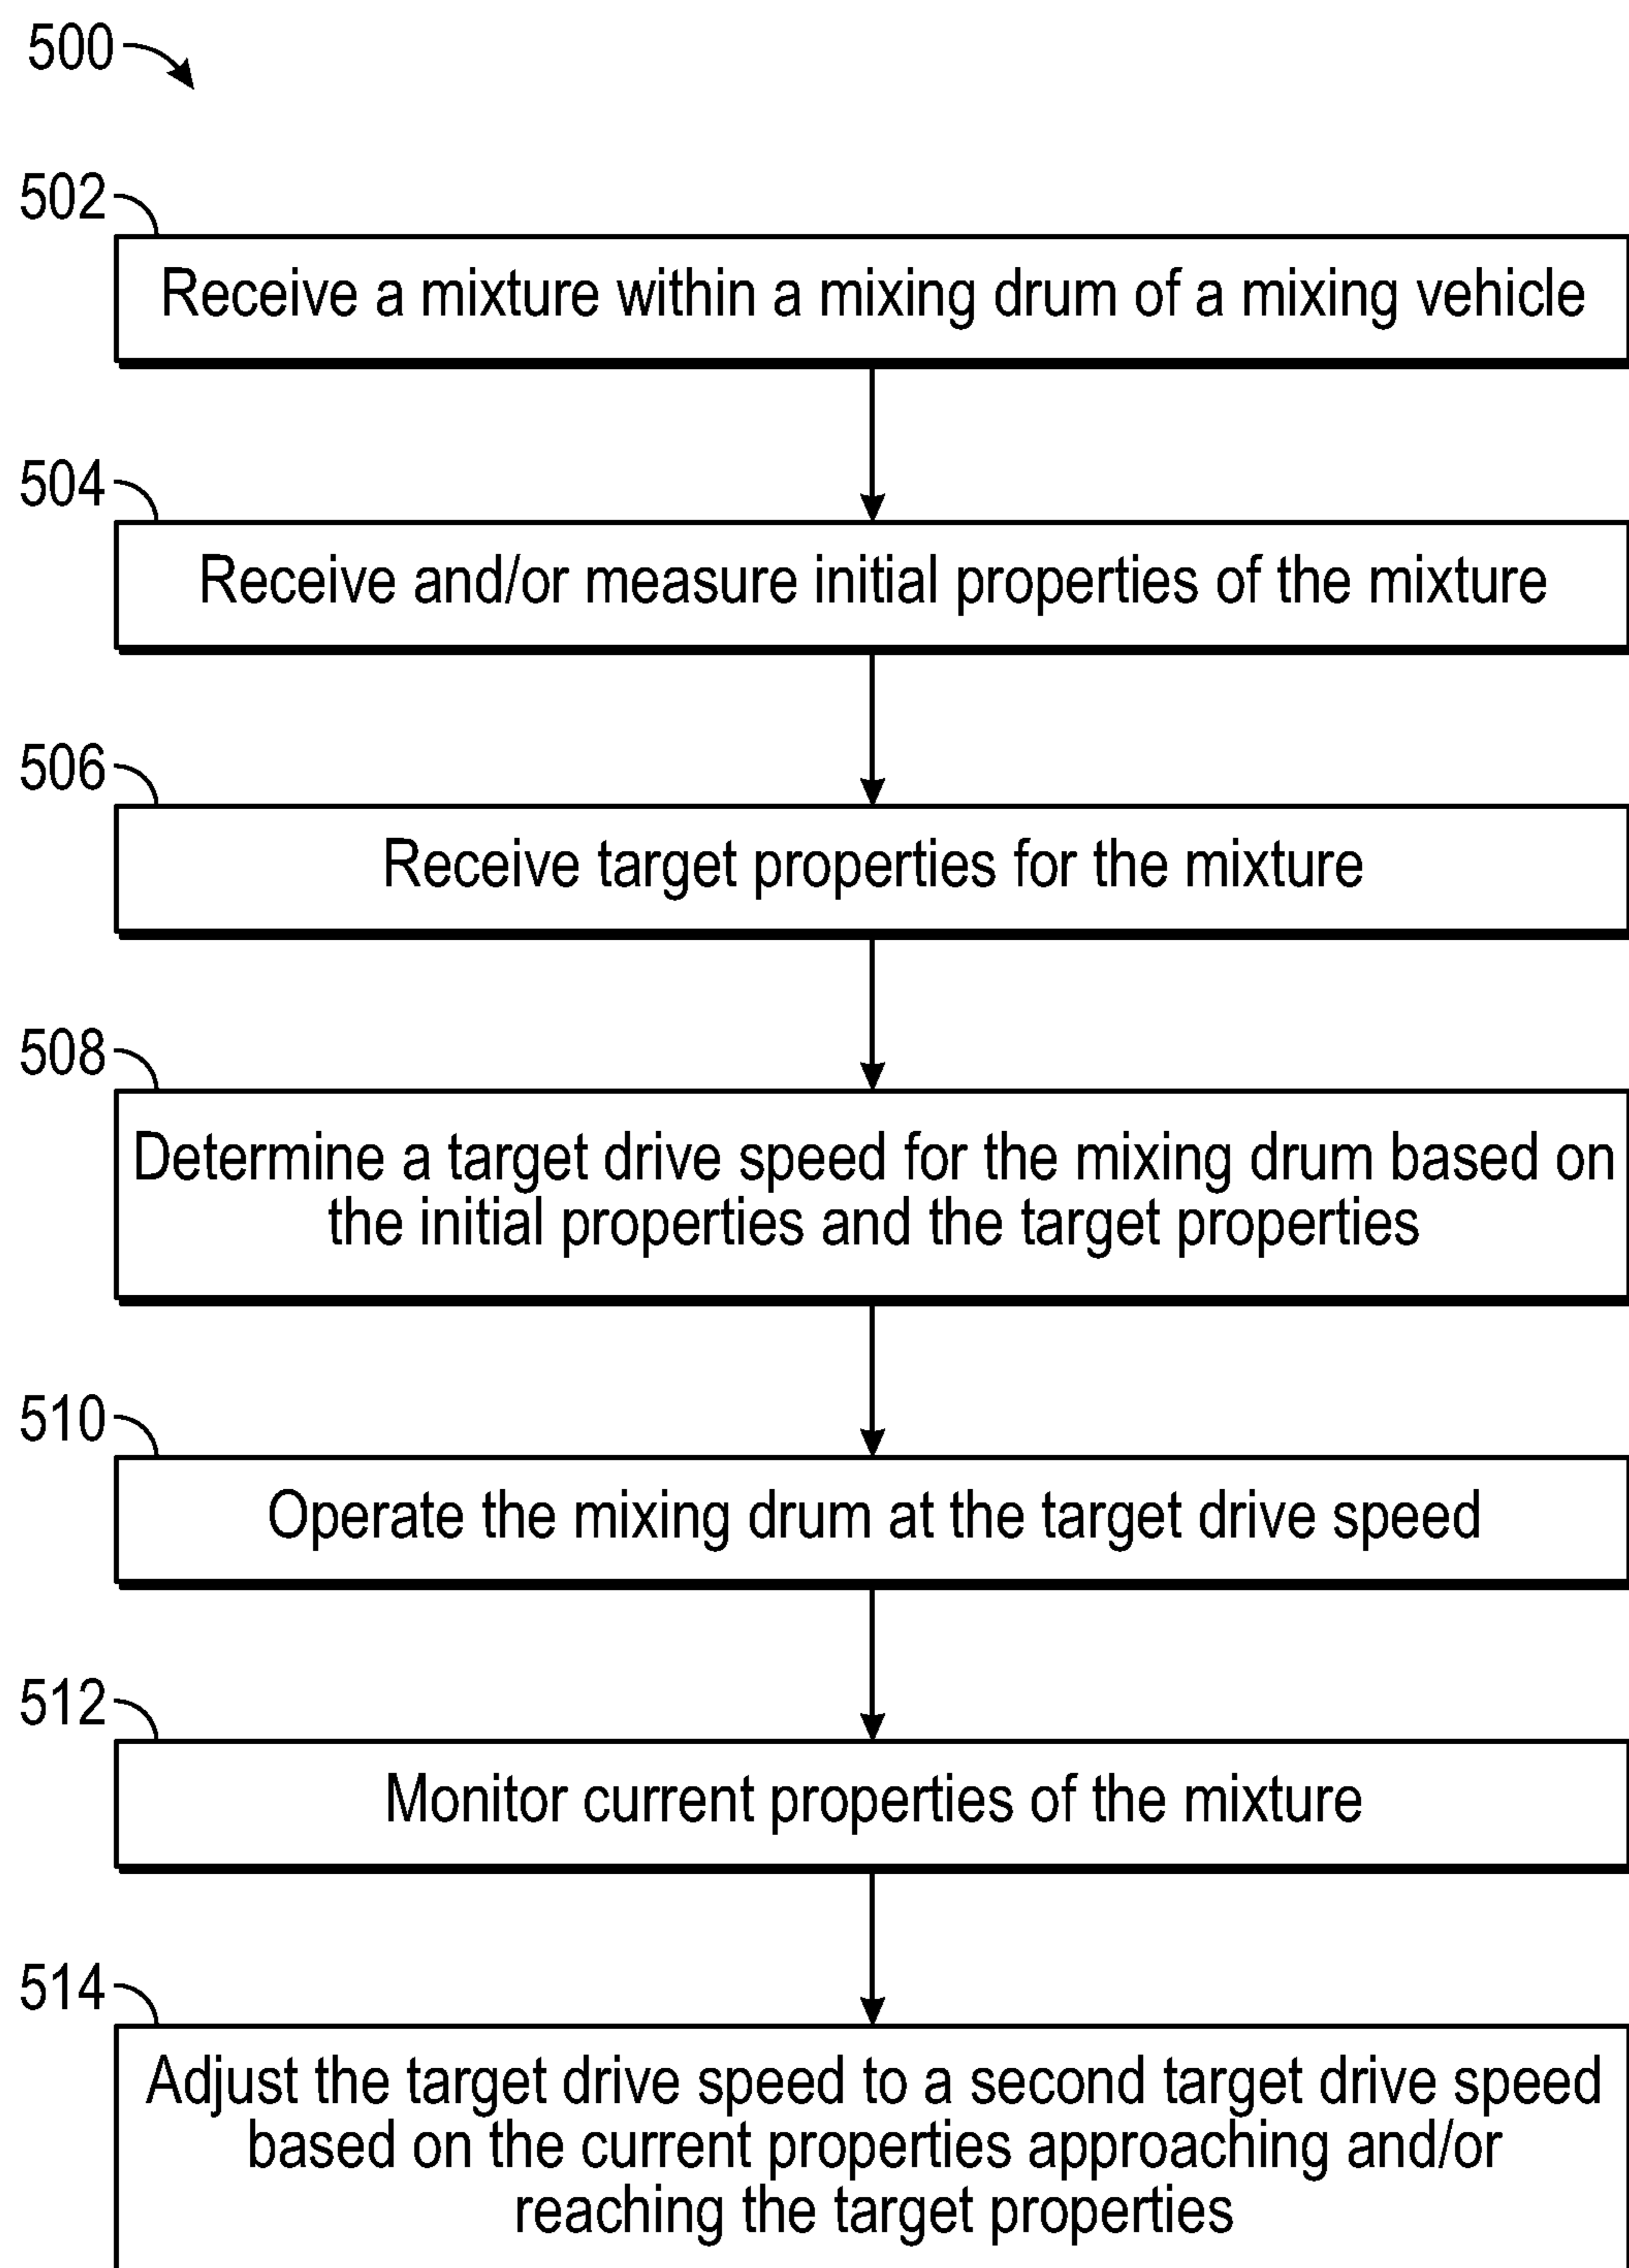 500
502
Receive a mixture within a mixing drum of a mixing vehicle
504
Receive and/or measure initial properties of the mixture
506
Receive target properties for the mixture
508
Determine a target drive speed for the mixing drum based on
the initial properties and the target properties
510
Operate the mixing drum at the target drive speed
512
Monitor current properties of the mixture
514
Adjust the target drive speed to a second target drive speed
based on the current properties approaching and/or
reaching the target properties